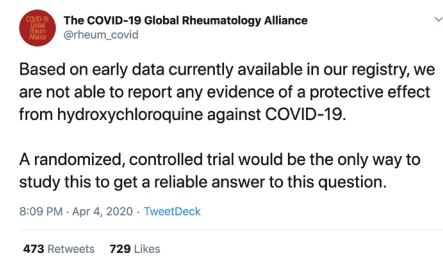 COVID-19
Global
Rheum
Alliance
The COVID-19 Global Rheumatology Alliance
@rheum_covid
Based on early data currently available in our registry, we
are not able to report any evidence of a protective effect
from hydroxychloroquine against COVID-19.
A randomized, controlled trial would be the only way to
study this to get a reliable answer to this question.
8:09 PM · Apr 4, 2020 · TweetDeck
473 Retweets 729 Likes